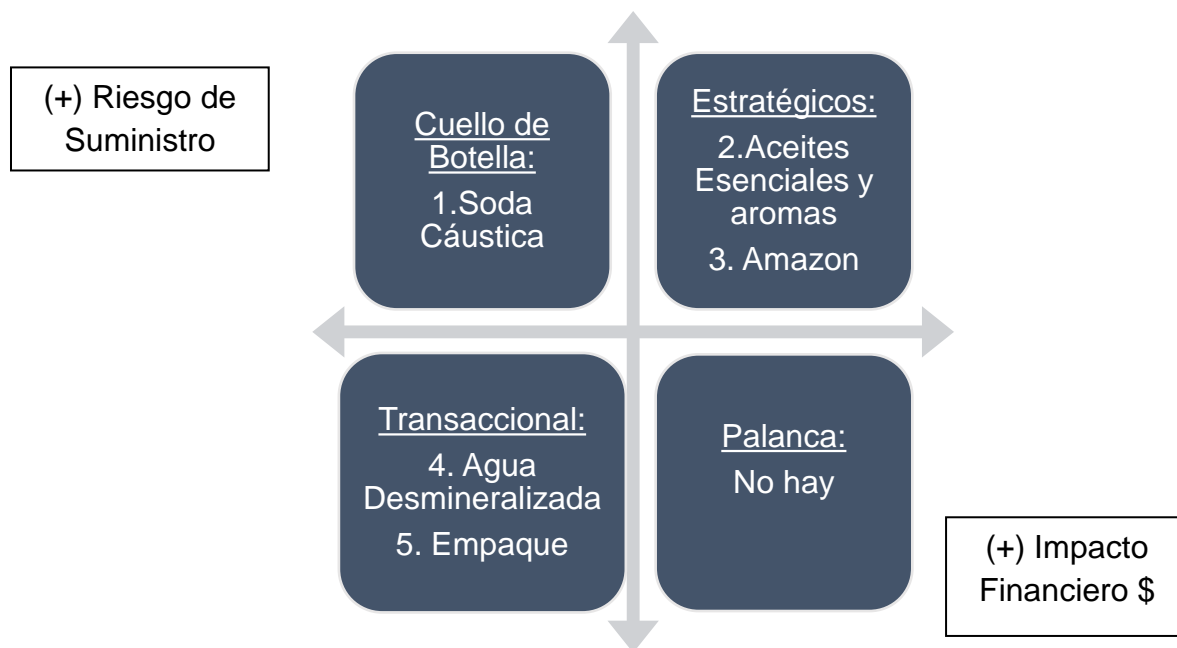 (+) Riesgo de
Suministro
Cuello de
Botella:
1.Soda
Cáustica
Estratégicos:
2.Aceites
Esenciales y
aromas
3. Amazon
Transaccional:
4. Agua
Desmineralizada
5. Empaque
Palanca:
No hay
(+) Impacto
Financiero $